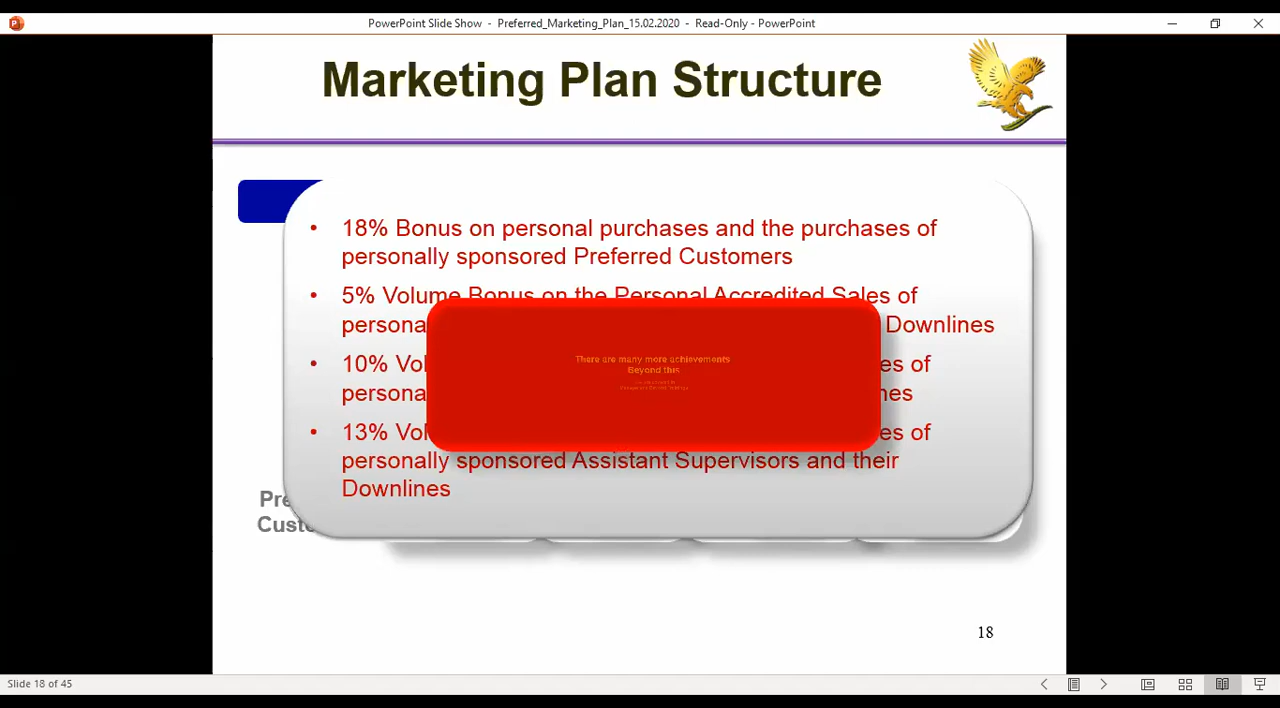 PowerPoint Slide Show - Preferred_Marketing_Plan_15.02.2020 - Read-Only - PowerPoint
Marketing Plan Structure
• 18% Bonus on personal purchases and the purchases of
personally sponsored Preferred Customers
• 5% Volume Bonus on the Personal Accredited Sales of
persona Downlines
There are many more achievements
Beyond this
• 10% Vol es of
persona nes
• 13% Vol es of
personally sponsored Assistant Supervisors and their
Downlines
Pre
Custo
18
Slide 18 of 45